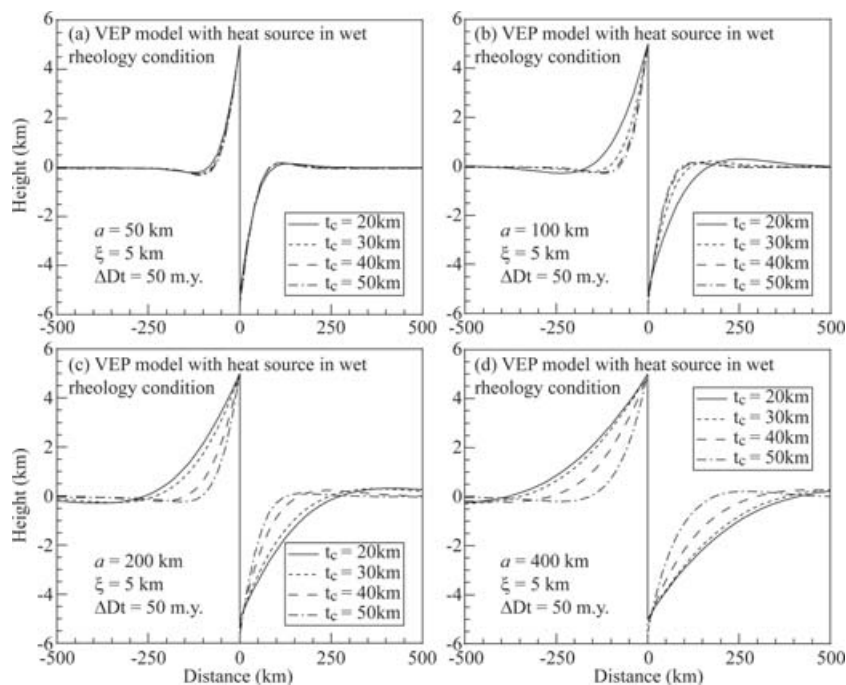 (a) VEP model with heat source in wet
rheology condition
6
4
2
0
-2
-4
-6
Height (km)
a = 50 km
ξ = 5 km
ΔDt = 50 m.y.
t_c = 20km
t_c = 30km
t_c = 40km
t_c = 50km
-500
-250
0
250
500
(b) VEP model with heat source in wet
rheology condition
6
4
2
0
-2
-4
-6
Height (km)
a = 100 km
ξ = 5 km
ΔDt = 50 m.y.
t_c = 20km
t_c = 30km
t_c = 40km
t_c = 50km
-500
-250
0
250
500
(c) VEP model with heat source in wet
rheology condition
6
4
2
0
-2
-4
-6
Height (km)
a = 200 km
ξ = 5 km
ΔDt = 50 m.y.
t_c = 20km
t_c = 30km
t_c = 40km
t_c = 50km
-500
-250
0
250
500
Distance (km)
(d) VEP model with heat source in wet
rheology condition
6
4
2
0
-2
-4
-6
Height (km)
t_c = 20km
t_c = 30km
t_c = 40km
t_c = 50km
a = 400 km
ξ = 5 km
ΔDt = 50 m.y.
-500
-250
0
250
500
Distance (km)